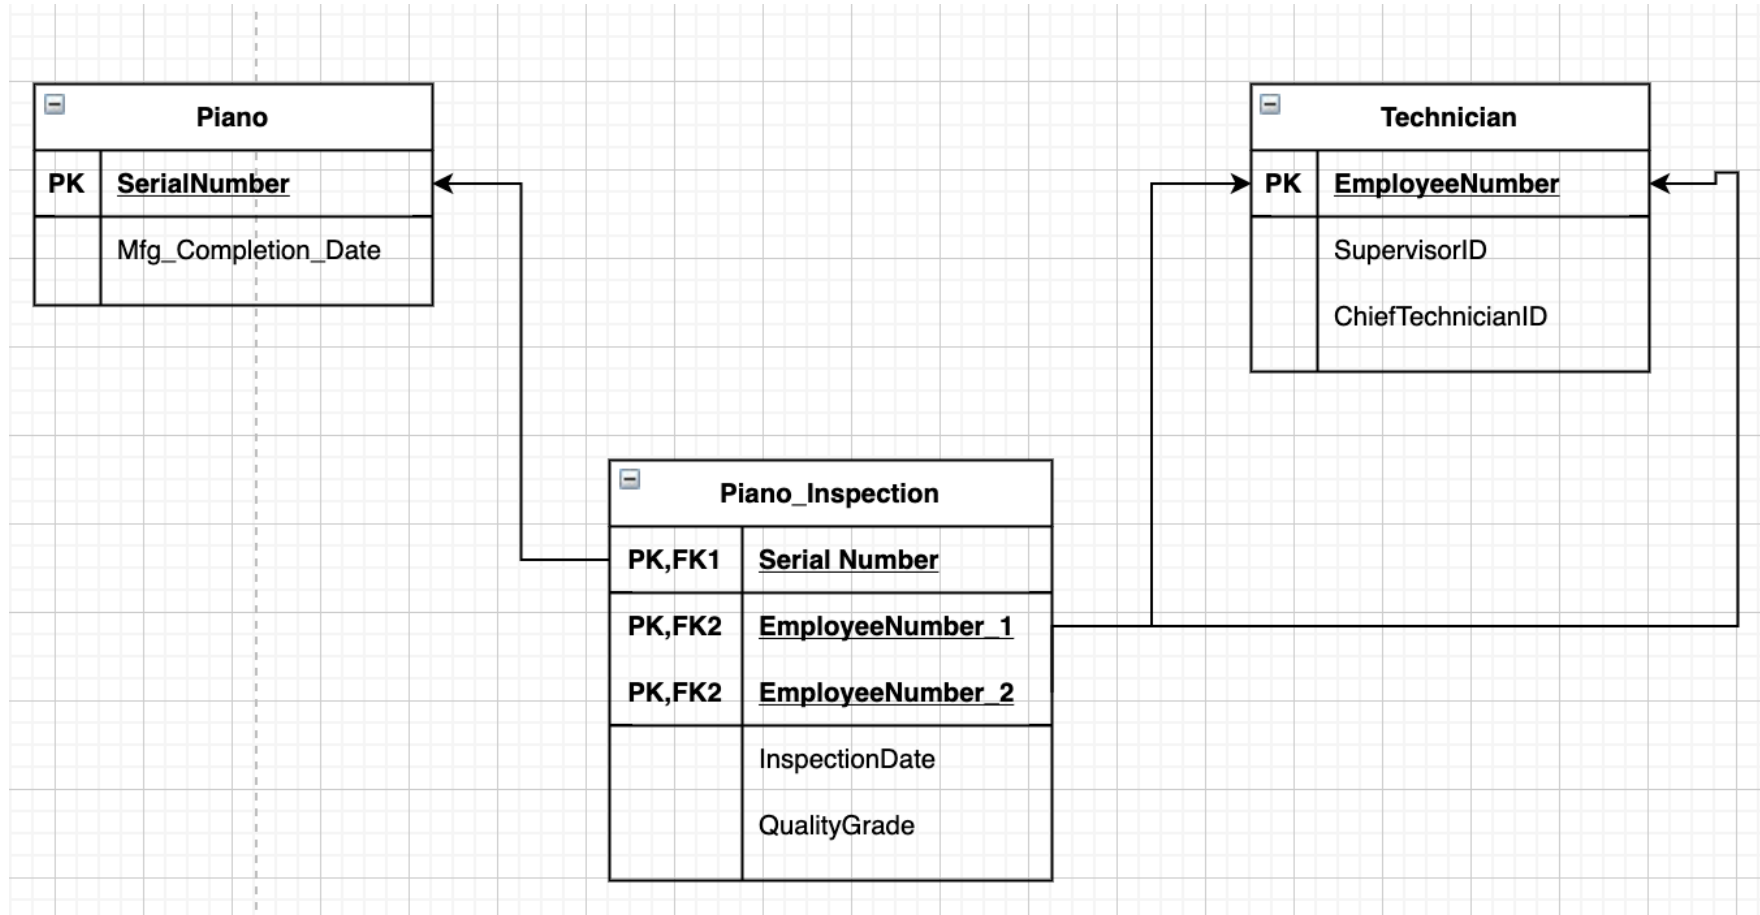 Piano
PK SerialNumber
Mfg_Completion_Date
Technician
PK EmployeeNumber
SupervisorID
ChiefTechnicianID
Piano_Inspection
PK,FK1 Serial Number
PK,FK2 EmployeeNumber_1
PK,FK2 EmployeeNumber_2
InspectionDate
QualityGrade